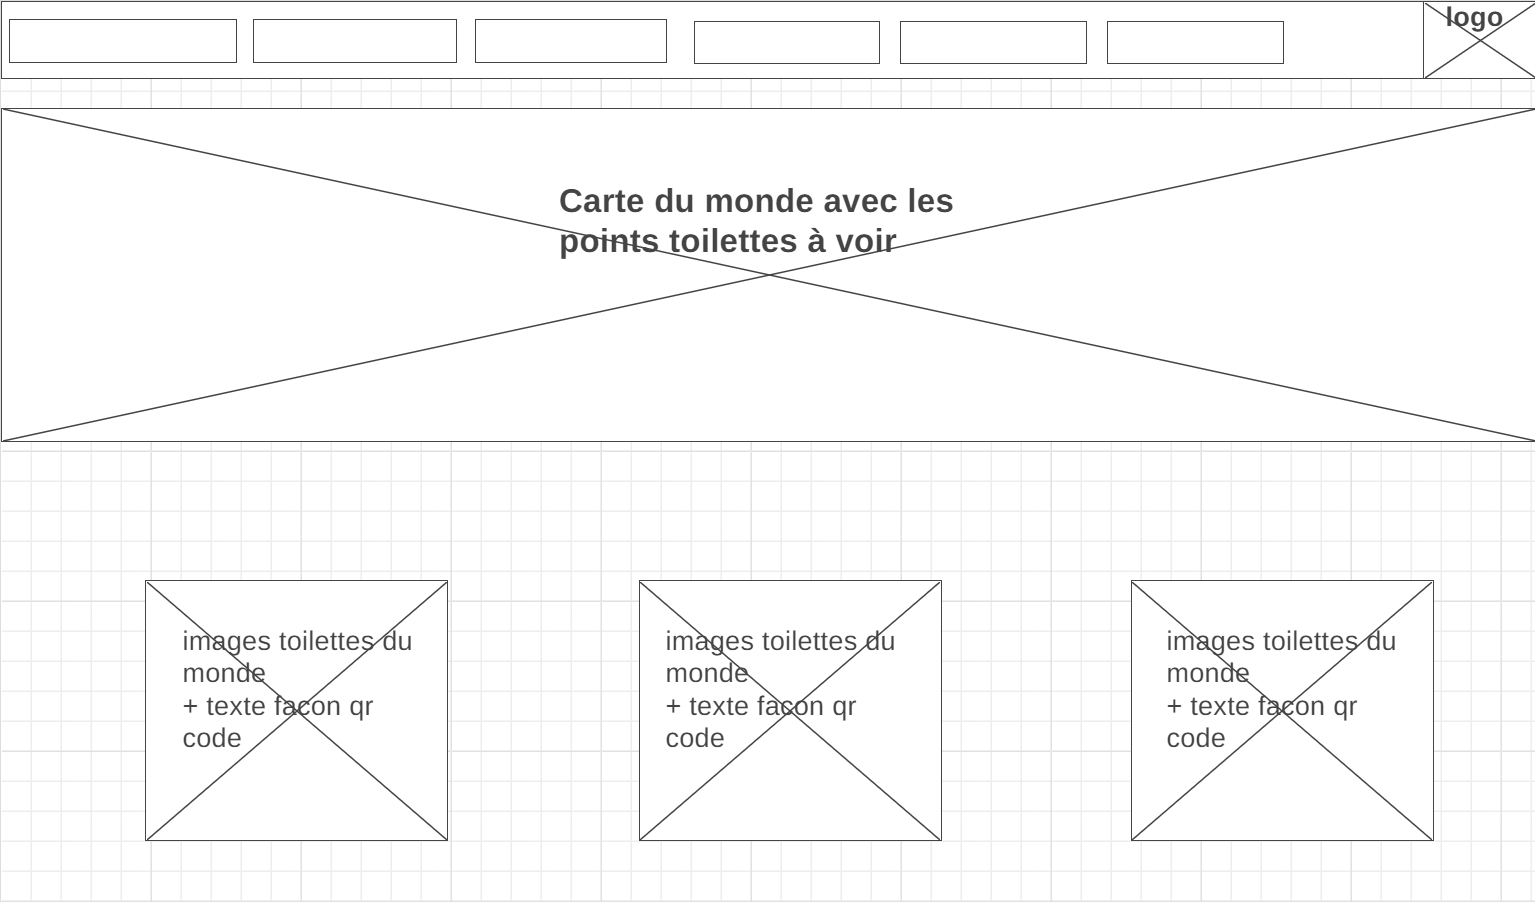 logo
Carte du monde avec les
points toilettes à voir
images toilettes du
monde
+ texte facon qr
code
images toilettes du
monde
+ texte facon qr
code
images toilettes du
monde
+ texte facon qr
code